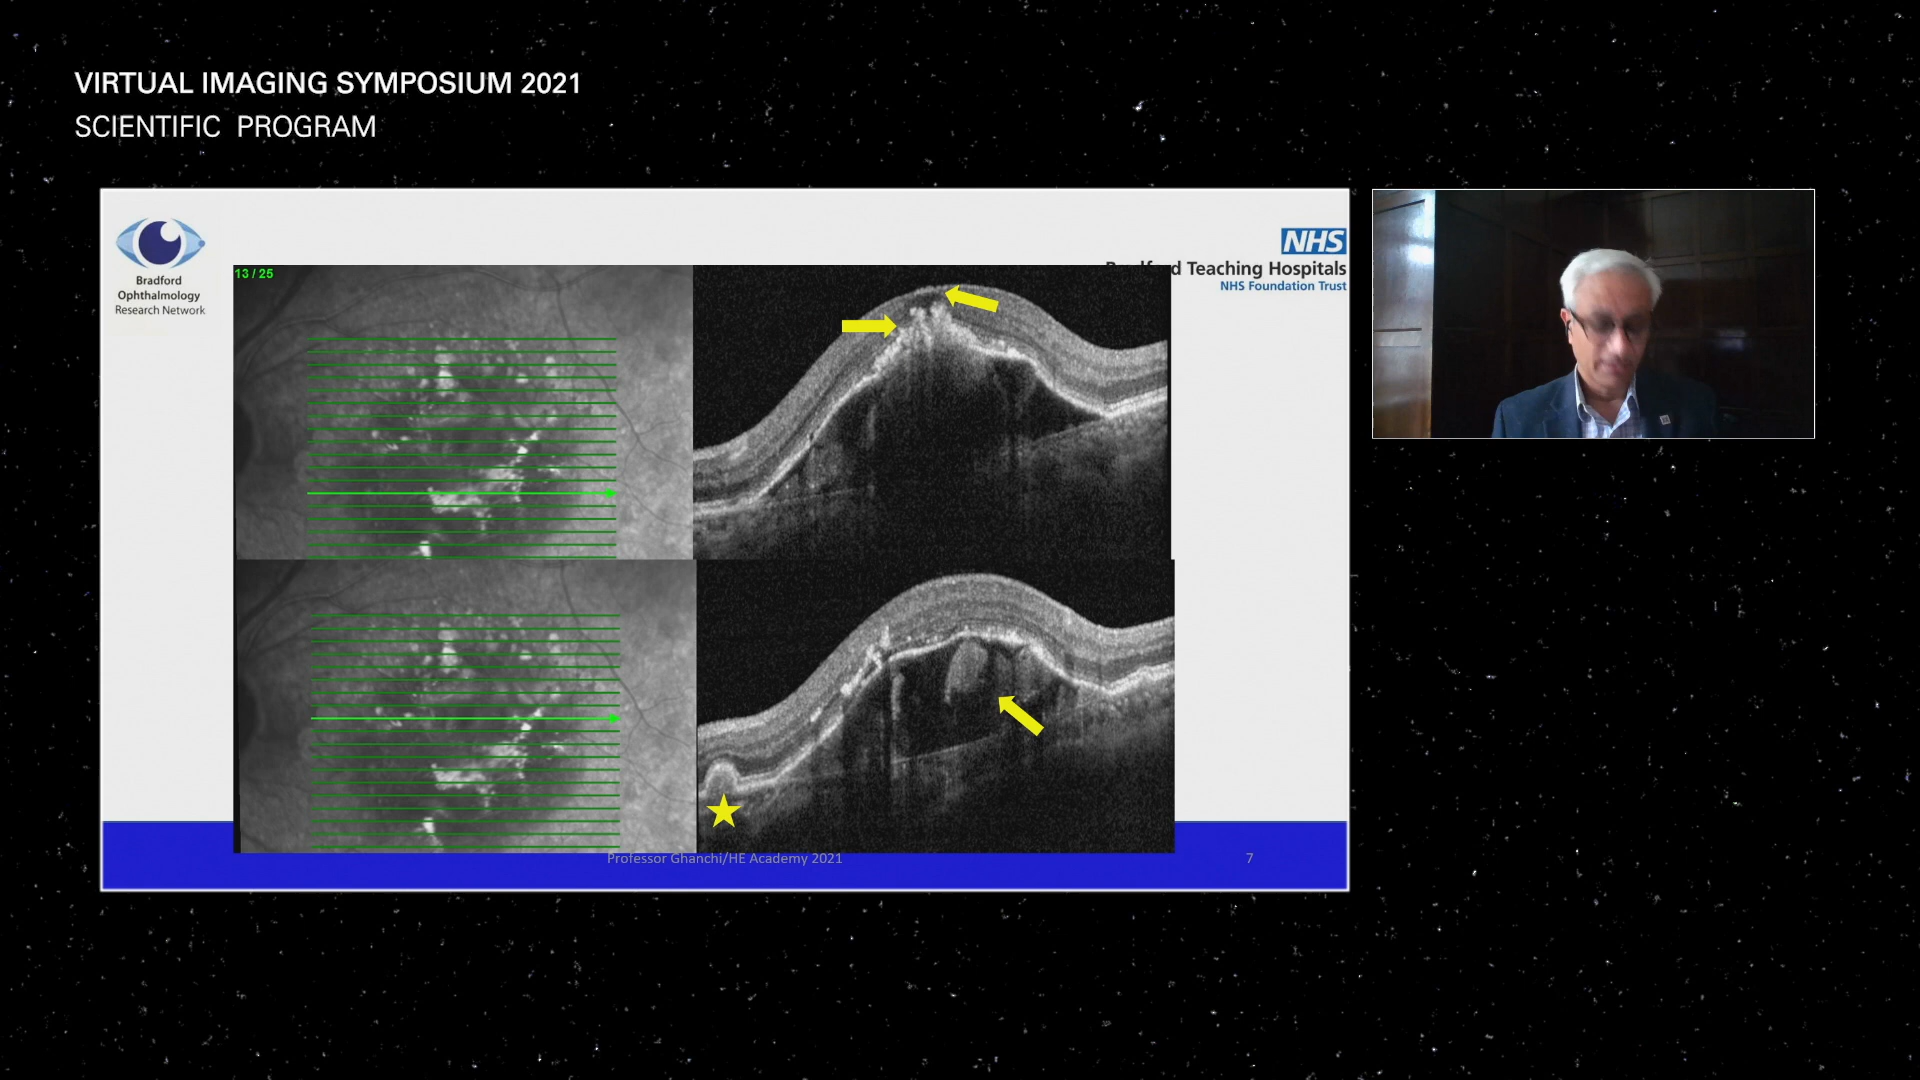 VIRTUAL IMAGING SYMPOSIUM 2021
SCIENTIFIC PROGRAM
Bradford
Ophthalmology
Research Network
NHS
Bradford Teaching Hospitals
NHS Foundation Trust
13 / 25
Professor Ghanchi/HE Academy 2021
7